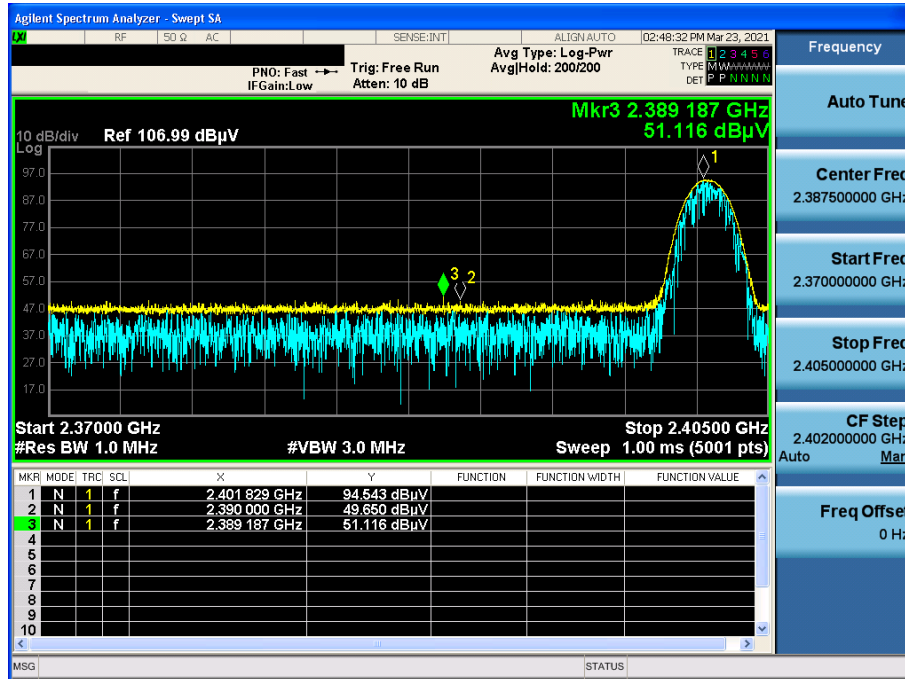 Agilent Spectrum Analyzer - Swept SA
LXI RF 50 Ω AC SENSE:INT ALIGNAUTO 02:48:32 PM Mar 23, 2021
PNO: Fast
IFGain:Low
Trig: Free Run
Atten: 10 dB
Avg Type: Log-Pwr
Avg|Hold: 200/200
TRACE 1 2 3 4 5 6
TYPE M W
DET P P N N N N
Mkr3 2.389 187 GHz
51.116 dBµV
10 dB/div Ref 106.99 dBµV
Log
97.0
87.0
77.0
67.0
57.0
47.0
37.0
27.0
17.0
1
3 2
Start 2.37000 GHz Stop 2.40500 GHz
#Res BW 1.0 MHz #VBW 3.0 MHz Sweep 1.00 ms (5001 pts)
MKR MODE TRC SCL X Y FUNCTION FUNCTION WIDTH FUNCTION VALUE
1 N 1 f 2.401 829 GHz 94.543 dBµV
2 N 1 f 2.390 000 GHz 49.650 dBµV
3 N 1 f 2.389 187 GHz 51.116 dBµV
4
5
6
7
8
9
10
MSG STATUS
Frequency
Auto Tune
Center Freq
2.387500000 GHz
Start Freq
2.370000000 GHz
Stop Freq
2.405000000 GHz
CF Step
2.402000000 GHz
Auto Man
Freq Offset
0 Hz